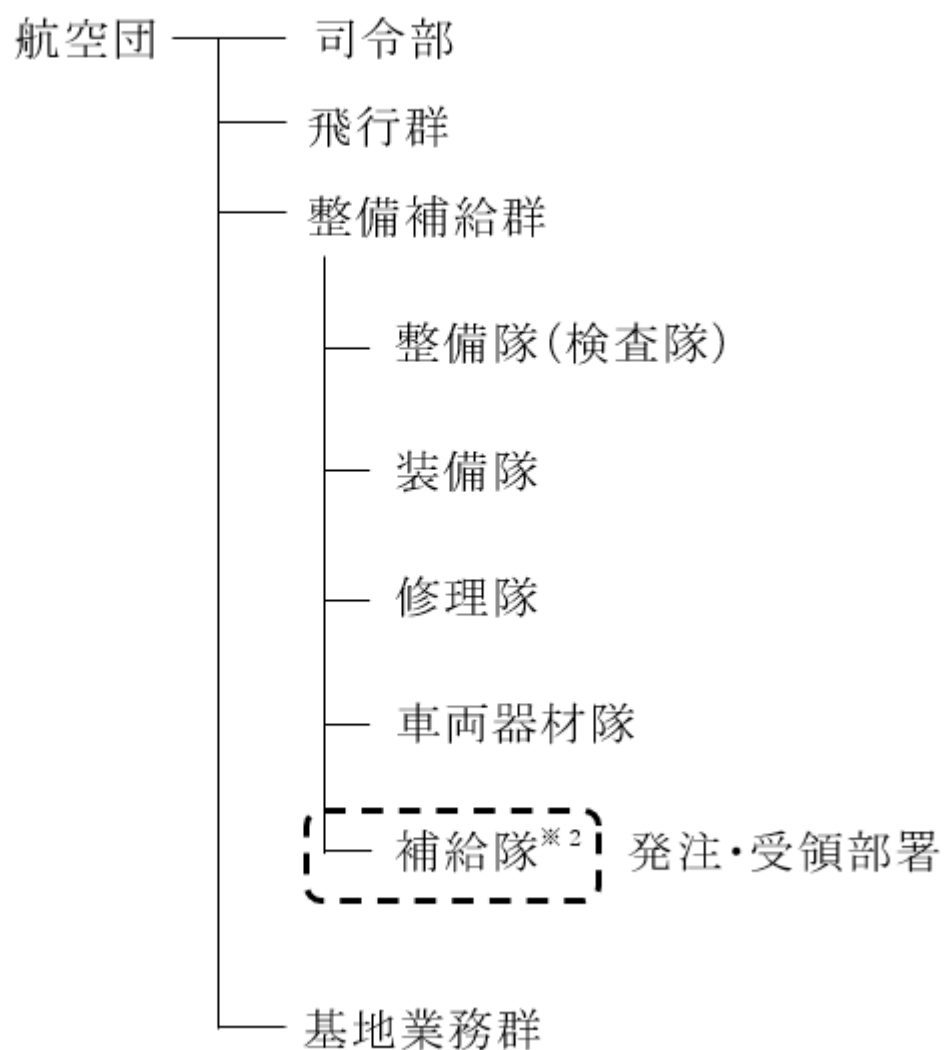 航空団 司令部
飛行群
整備補給群
整備隊(検査隊)
装備隊
修理隊
車両器材隊
補給隊※2 発注・受領部署
基地業務群